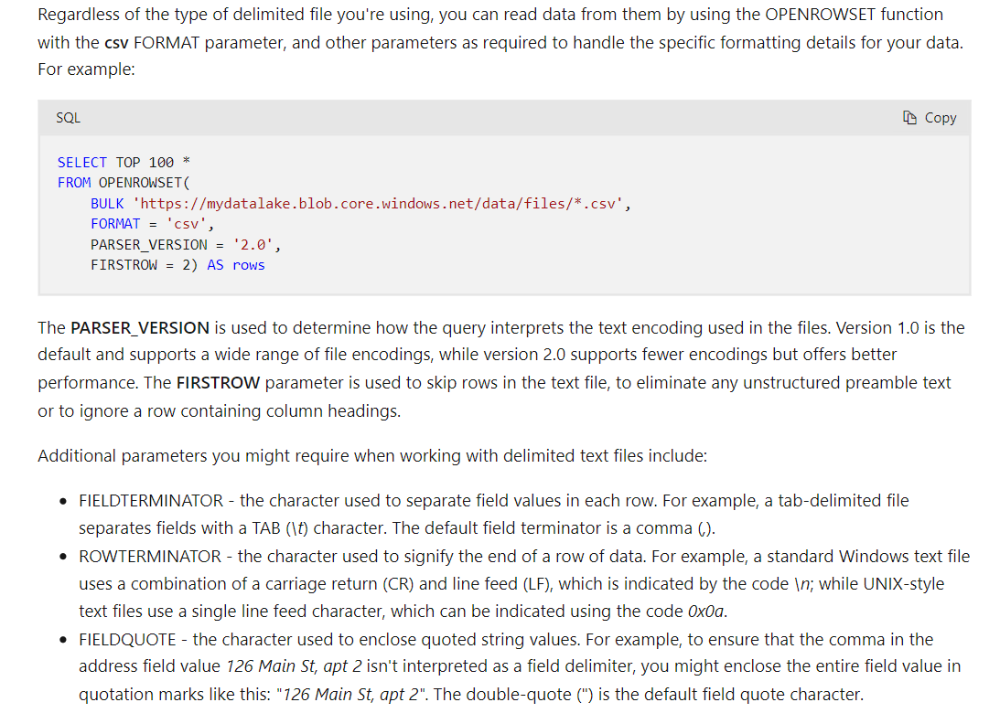 Regardless of the type of delimited file you're using, you can read data from them by using the OPENROWSET function
with the csv FORMAT parameter, and other parameters as required to handle the specific formatting details for your data.
For example:
SQL
Copy
SELECT TOP 100 *
FROM OPENROWSET(
    BULK 'https://mydatalake.blob.core.windows.net/data/files/*.csv',
    FORMAT = 'csv',
    PARSER_VERSION = '2.0',
    FIRSTROW = 2) AS rows
The PARSER_VERSION is used to determine how the query interprets the text encoding used in the files. Version 1.0 is the
default and supports a wide range of file encodings, while version 2.0 supports fewer encodings but offers better
performance. The FIRSTROW parameter is used to skip rows in the text file, to eliminate any unstructured preamble text
or to ignore a row containing column headings.
Additional parameters you might require when working with delimited text files include:
• FIELDTERMINATOR - the character used to separate field values in each row. For example, a tab-delimited file
separates fields with a TAB (\t) character. The default field terminator is a comma (,).
• ROWTERMINATOR - the character used to signify the end of a row of data. For example, a standard Windows text file
uses a combination of a carriage return (CR) and line feed (LF), which is indicated by the code \n; while UNIX-style
text files use a single line feed character, which can be indicated using the code 0x0a.
• FIELDQUOTE - the character used to enclose quoted string values. For example, to ensure that the comma in the
address field value 126 Main St, apt 2 isn't interpreted as a field delimiter, you might enclose the entire field value in
quotation marks like this: "126 Main St, apt 2". The double-quote (") is the default field quote character.